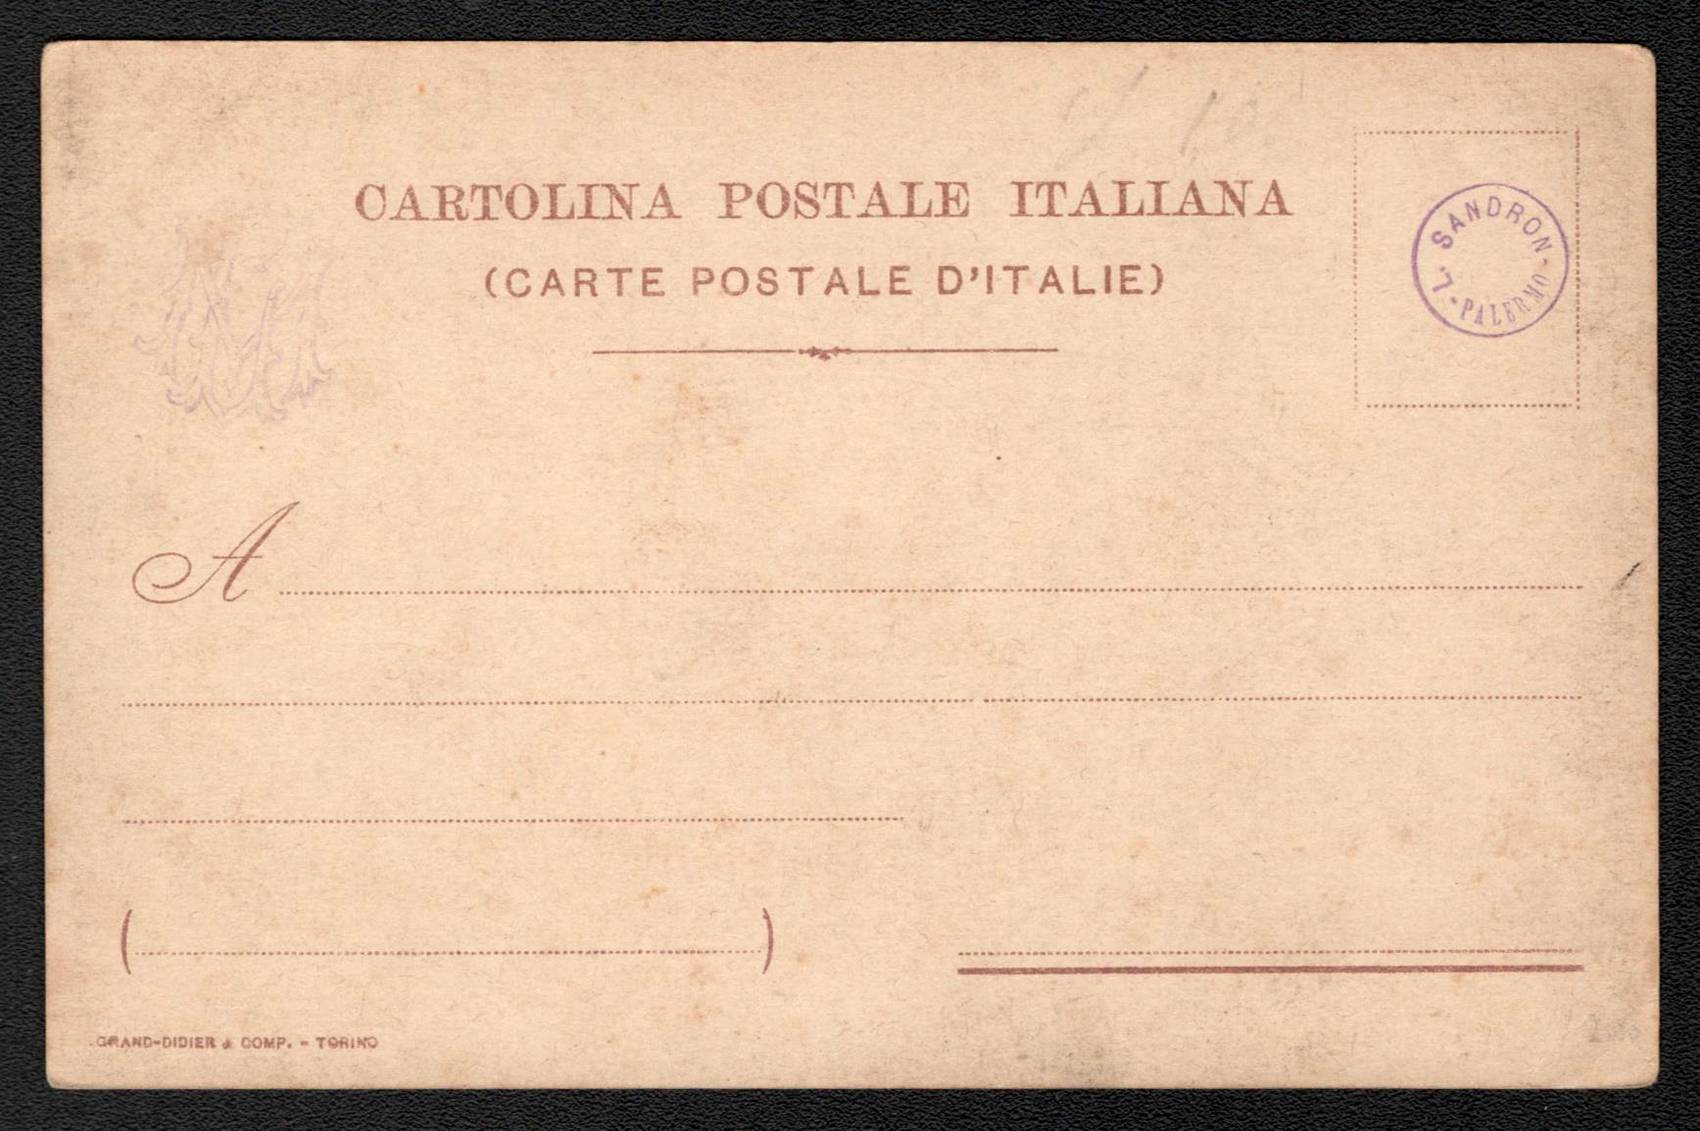 CARTOLINA POSTALE ITALIANA
(CARTE POSTALE D'ITALIE)
L. SANDRON - PALERMO -
A
( )
GRAND-DIDIER & COMP. - TORINO